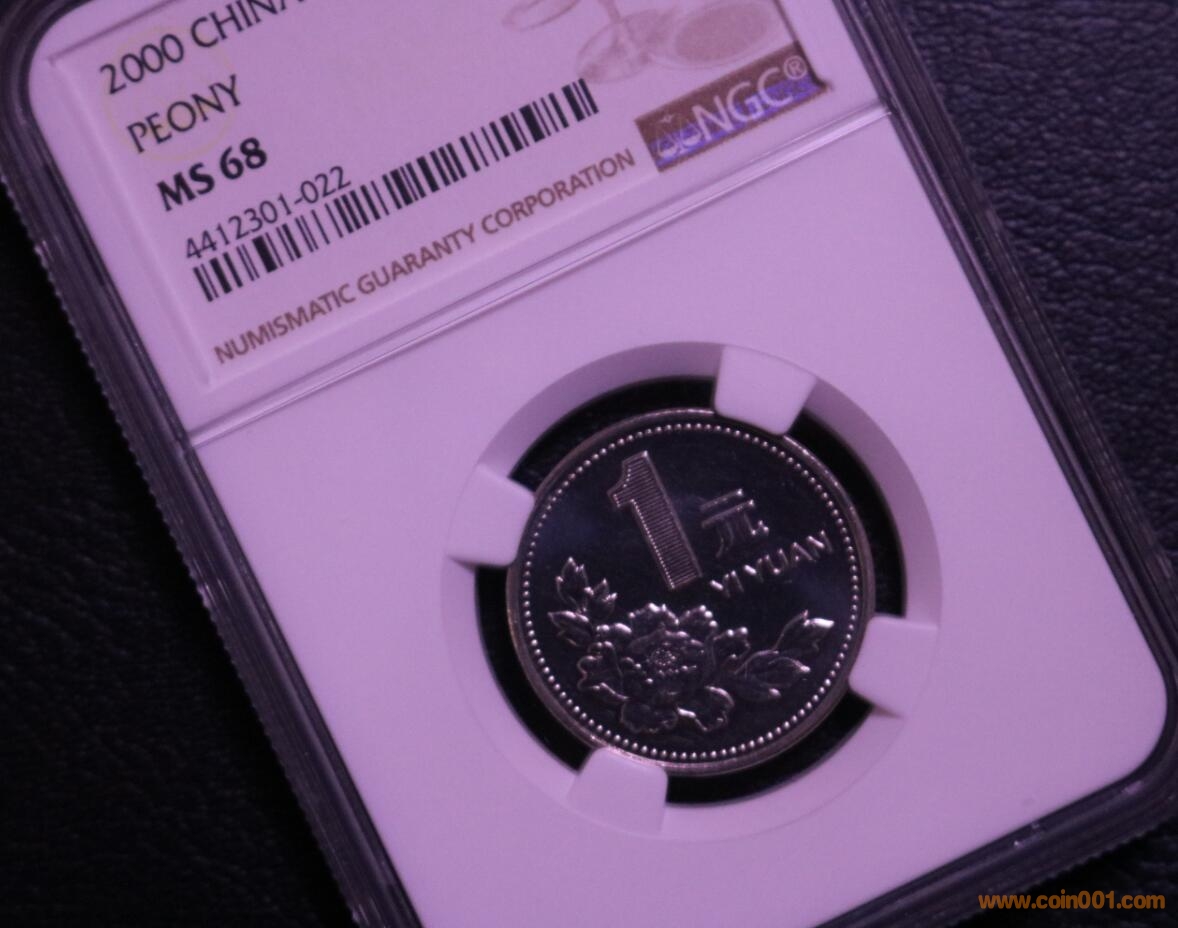 2000 CHINA
PEONY
MS 68
4412301-022
NGC®
NUMISMATIC GUARANTY CORPORATION
1元
YI YUAN
www.coin001.com